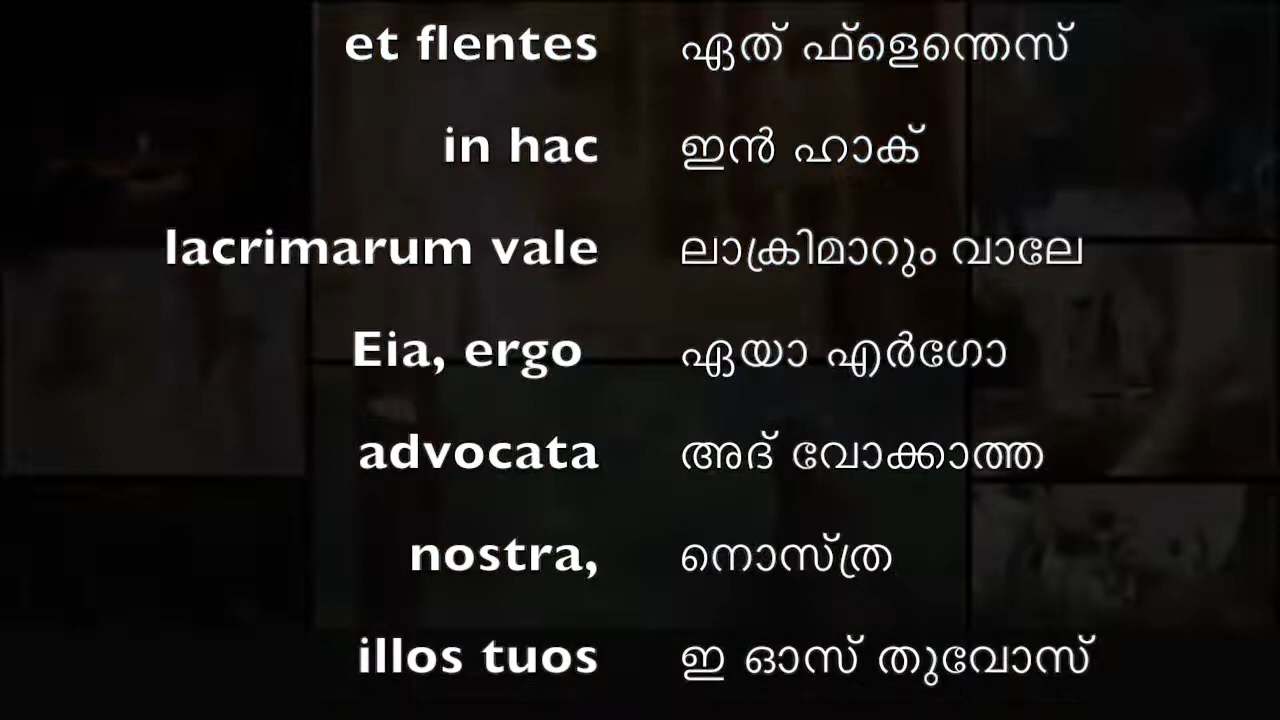 et flentes ഏത് ഫ്ളെന്തെസ്
in hac ഇൻ ഹാക്
lacrimarum vale ലാക്രിമാറും വാലേ
Eia, ergo ഏയാ എർഗോ
advocata അദ് വോക്കാത്ത
nostra, നൊസ്ത്ര
illos tuos ഇ ഓസ് തുവോസ്